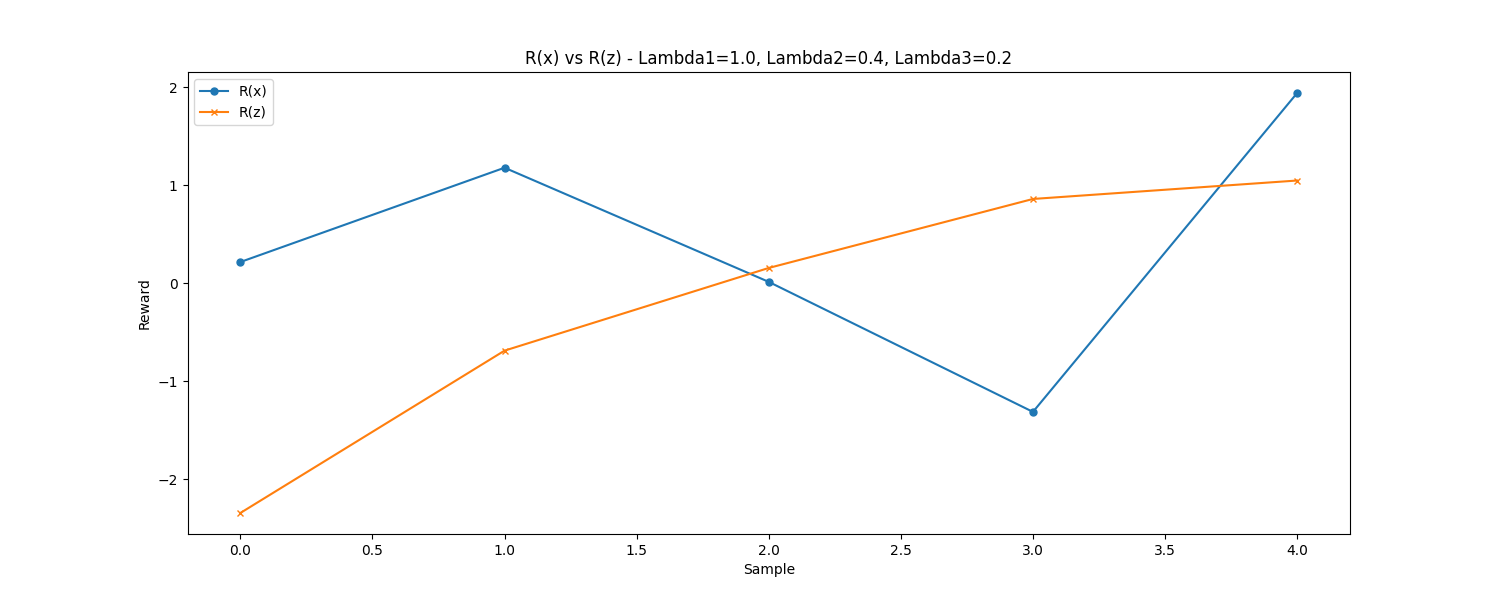 R(x) vs R(z) - Lambda1=1.0, Lambda2=0.4, Lambda3=0.2
R(x)
R(z)
2
1
0
−1
−2
Reward
0.0 0.5 1.0 1.5 2.0 2.5 3.0 3.5 4.0
Sample